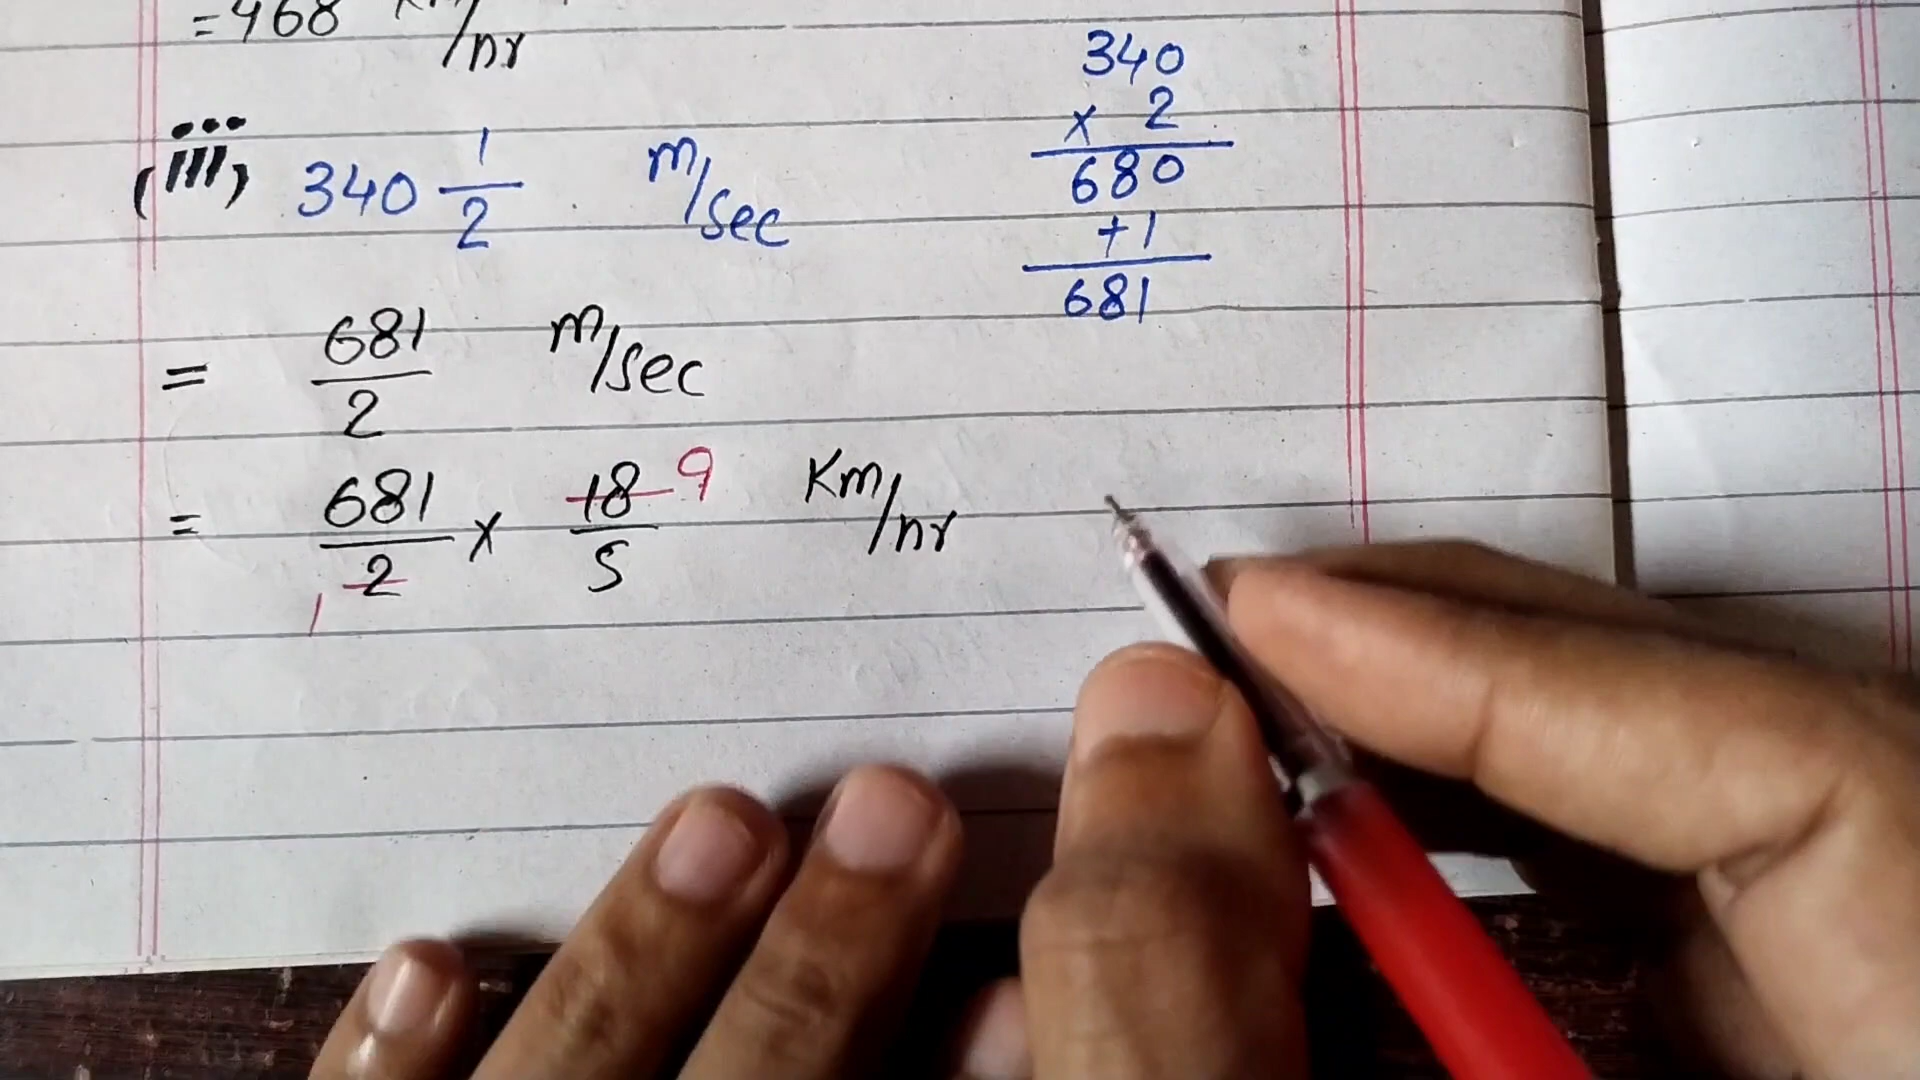 =468 Km/hr
(iii) 340 1/2 m/sec
= 681/2 m/sec
= 681/2 x 18/5 9 Km/hr
1
340
x 2
680
+1
681